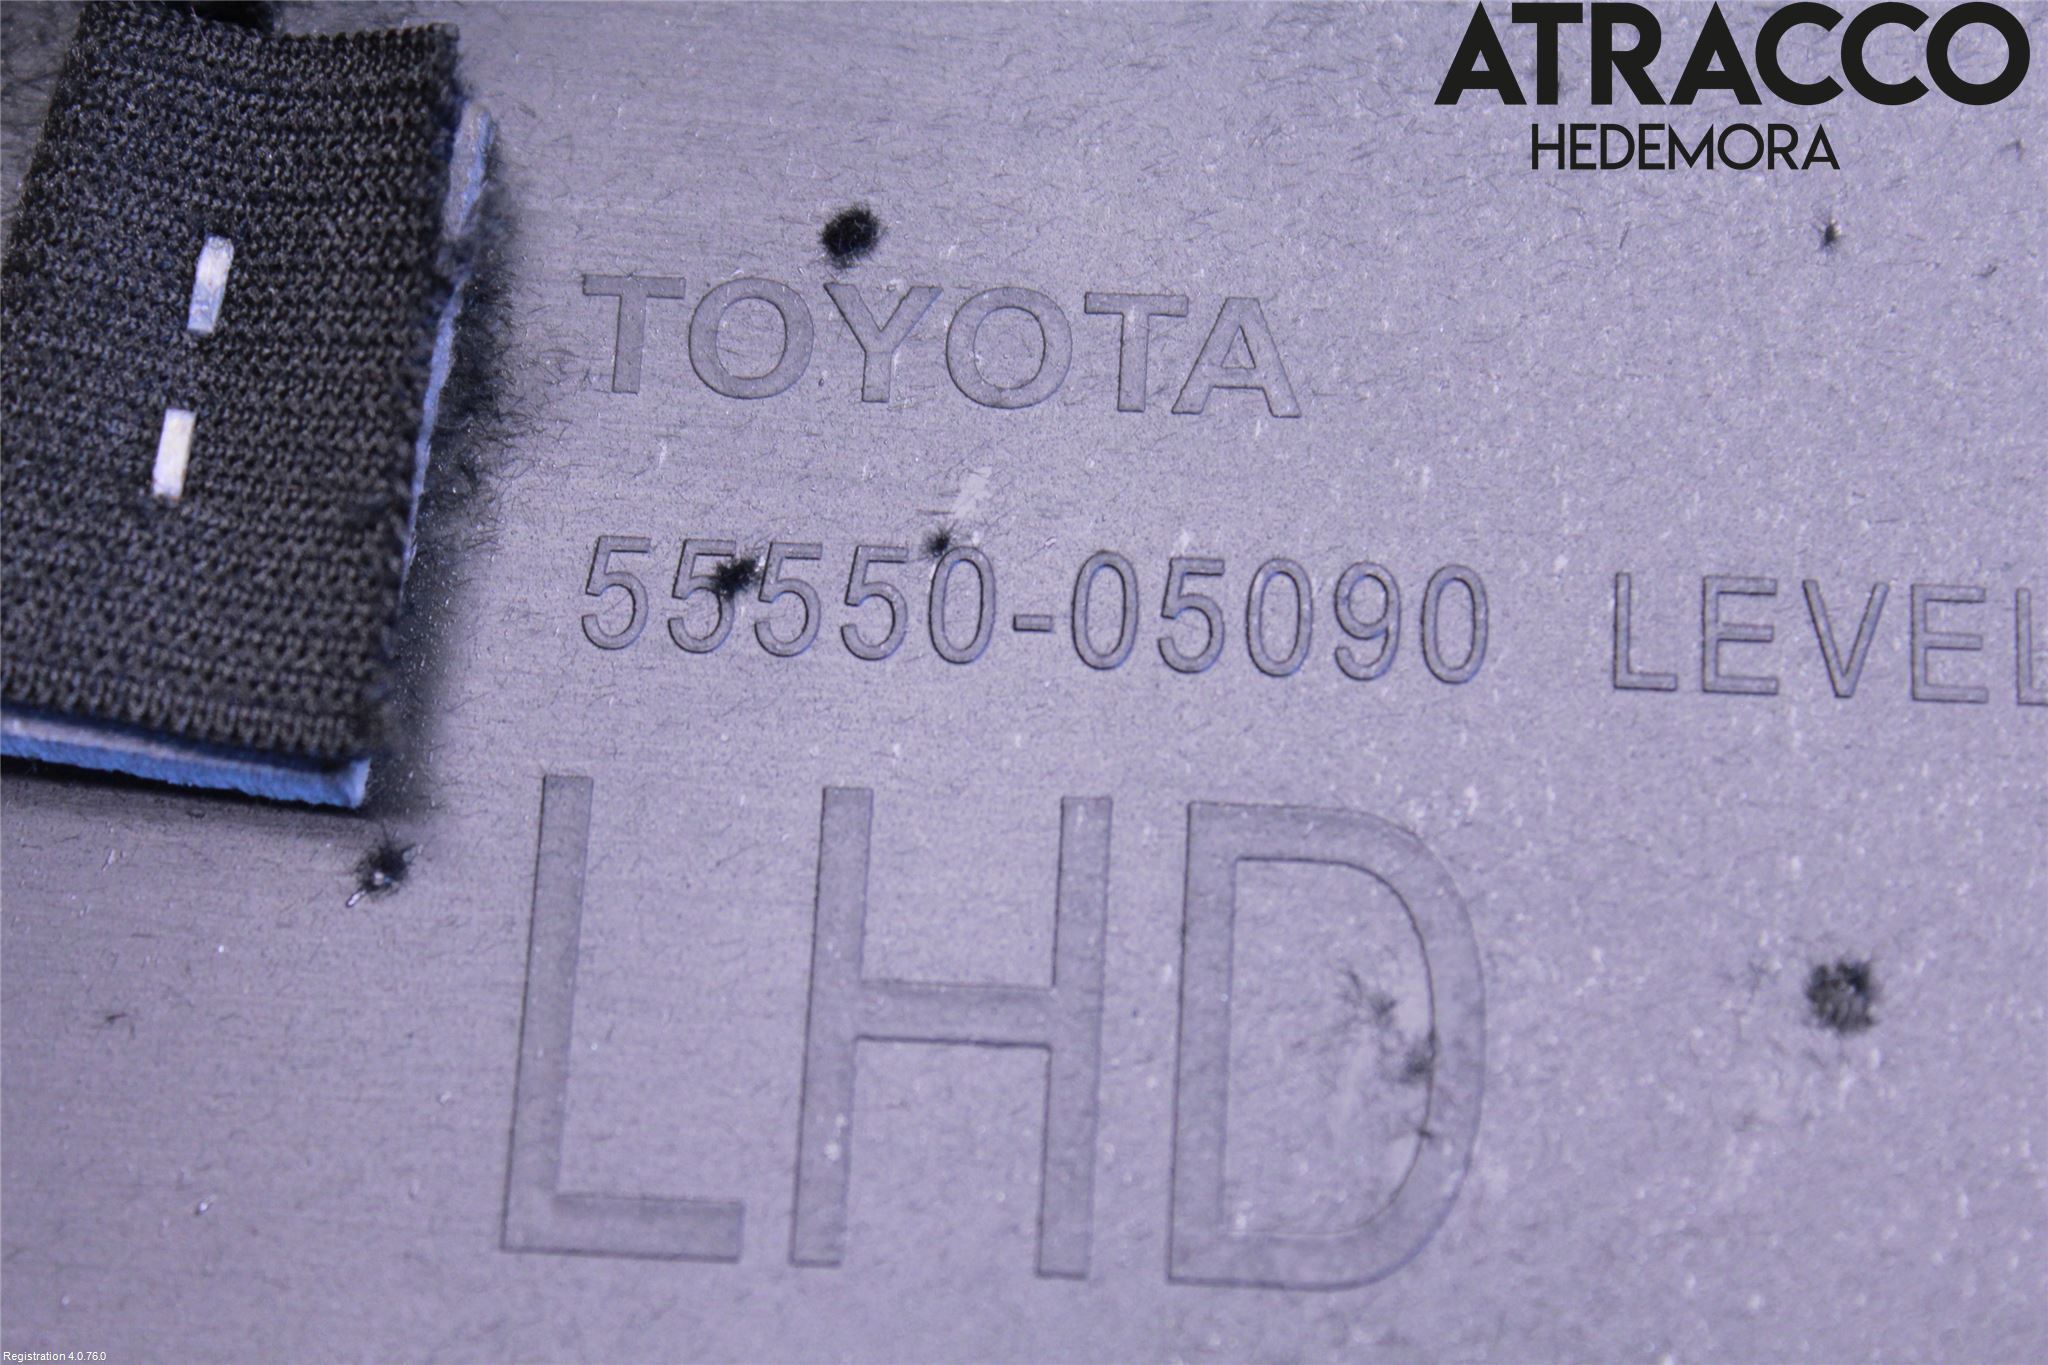 ATRACCO
HEDEMORA
TOYOTA
55550-05090 LEVEL
LHD
Registration 4.0.76.0